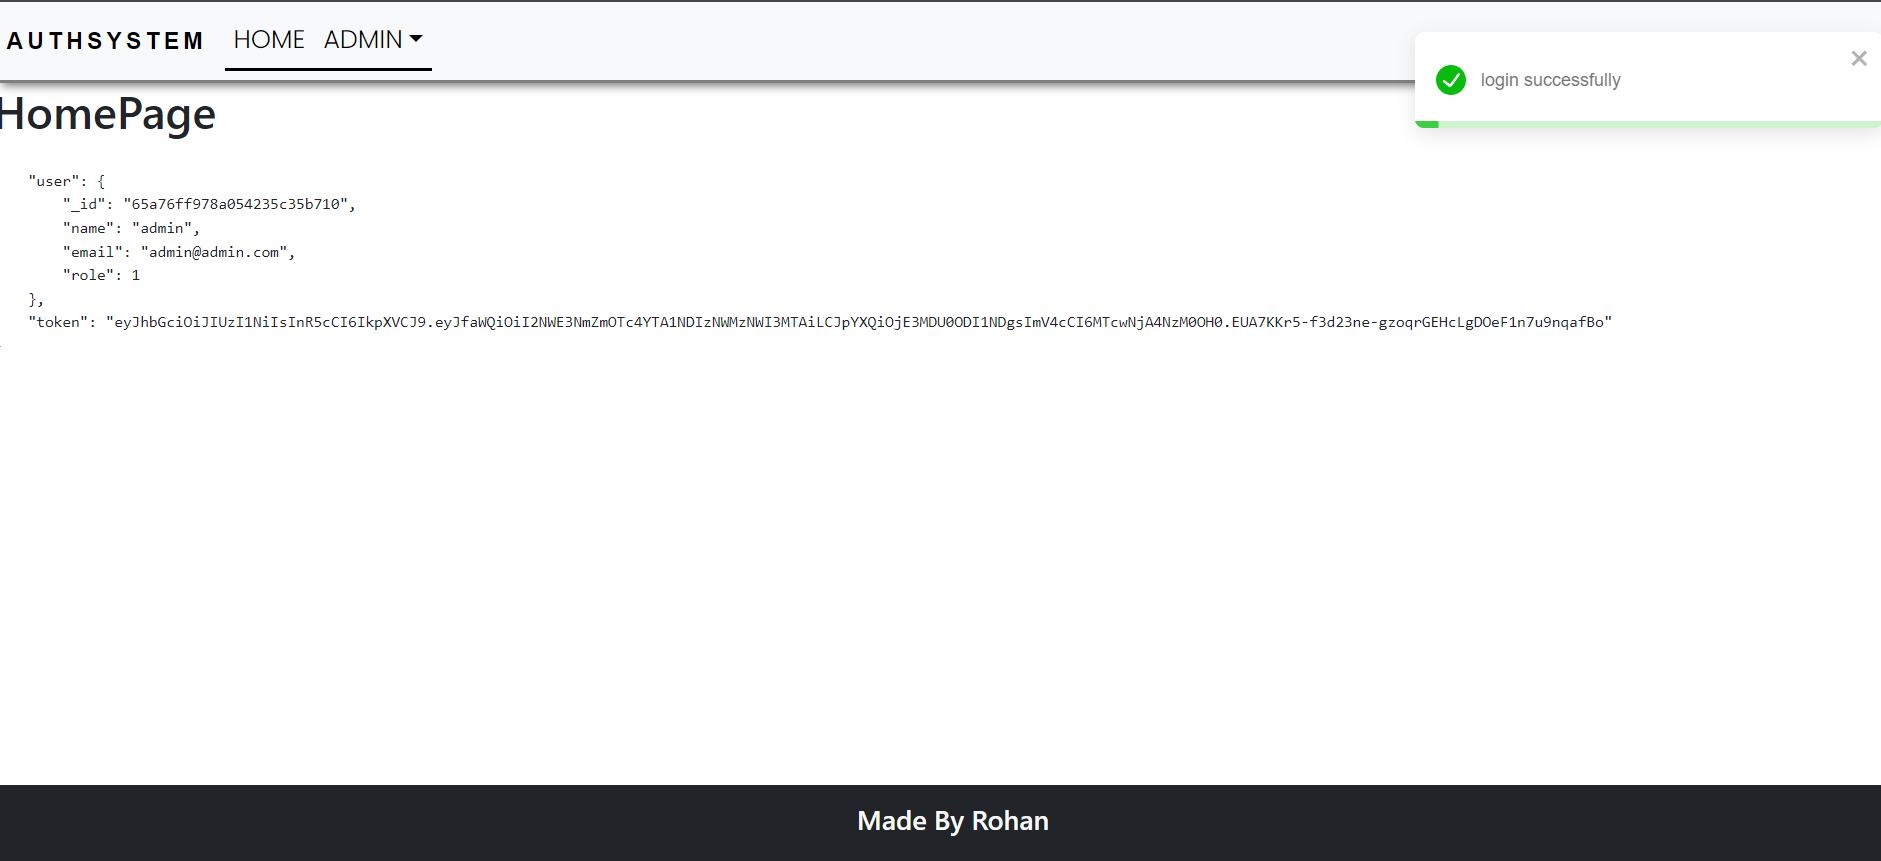 AUTHSYSTEM HOME ADMIN
login successfully
HomePage
"user": {
"_id": "65a76ff978a054235c35b710",
"name": "admin",
"email": "admin@admin.com",
"role": 1
},
"token": "eyJhbGciOiJIUzI1NiIsInR5cCI6IkpXVCJ9.eyJfaWQiOiI2NWE3NmZmOTc4YTA1NDIzNWMzNWI3MTAiLCJpYXQiOjE3MDU0ODI1NDgsImV4cCI6MTcwNjA4NzM0OH0.EUA7KKr5-f3d23ne-gzoqrGEHcLgDOeF1n7u9nqafBo"
Made By Rohan